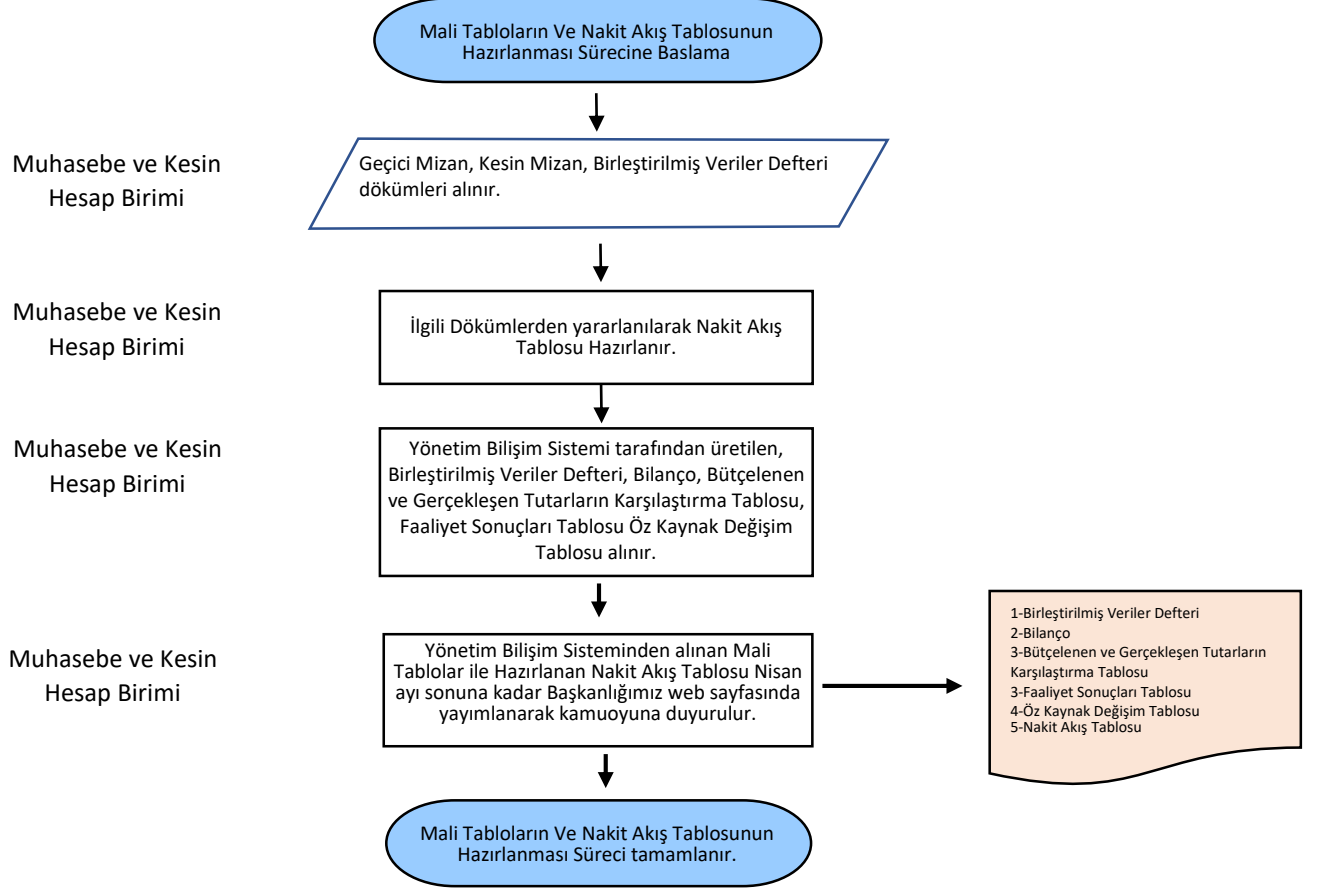 Mali Tabloların Ve Nakit Akış Tablosunun
Hazırlanması Sürecine Baslama
Muhasebe ve Kesin
Hesap Birimi
Geçici Mizan, Kesin Mizan, Birleştirilmiş Veriler Defteri
dökümleri alınır.
Muhasebe ve Kesin
Hesap Birimi
İlgili Dökümlerden yararlanılarak Nakit Akış
Tablosu Hazırlanır.
Muhasebe ve Kesin
Hesap Birimi
Yönetim Bilişim Sistemi tarafından üretilen,
Birleştirilmiş Veriler Defteri, Bilanço, Bütçelenen
ve Gerçekleşen Tutarların Karşılaştırma Tablosu,
Faaliyet Sonuçları Tablosu Öz Kaynak Değişim
Tablosu alınır.
Muhasebe ve Kesin
Hesap Birimi
Yönetim Bilişim Sisteminden alınan Mali
Tablolar ile Hazırlanan Nakit Akış Tablosu Nisan
ayı sonuna kadar Başkanlığımız web sayfasında
yayımlanarak kamuoyuna duyurulur.
1-Birleştirilmiş Veriler Defteri
2-Bilanço
3-Bütçelenen ve Gerçekleşen Tutarların
Karşılaştırma Tablosu
3-Faaliyet Sonuçları Tablosu
4-Öz Kaynak Değişim Tablosu
5-Nakit Akış Tablosu
Mali Tabloların Ve Nakit Akış Tablosunun
Hazırlanması Süreci tamamlanır.